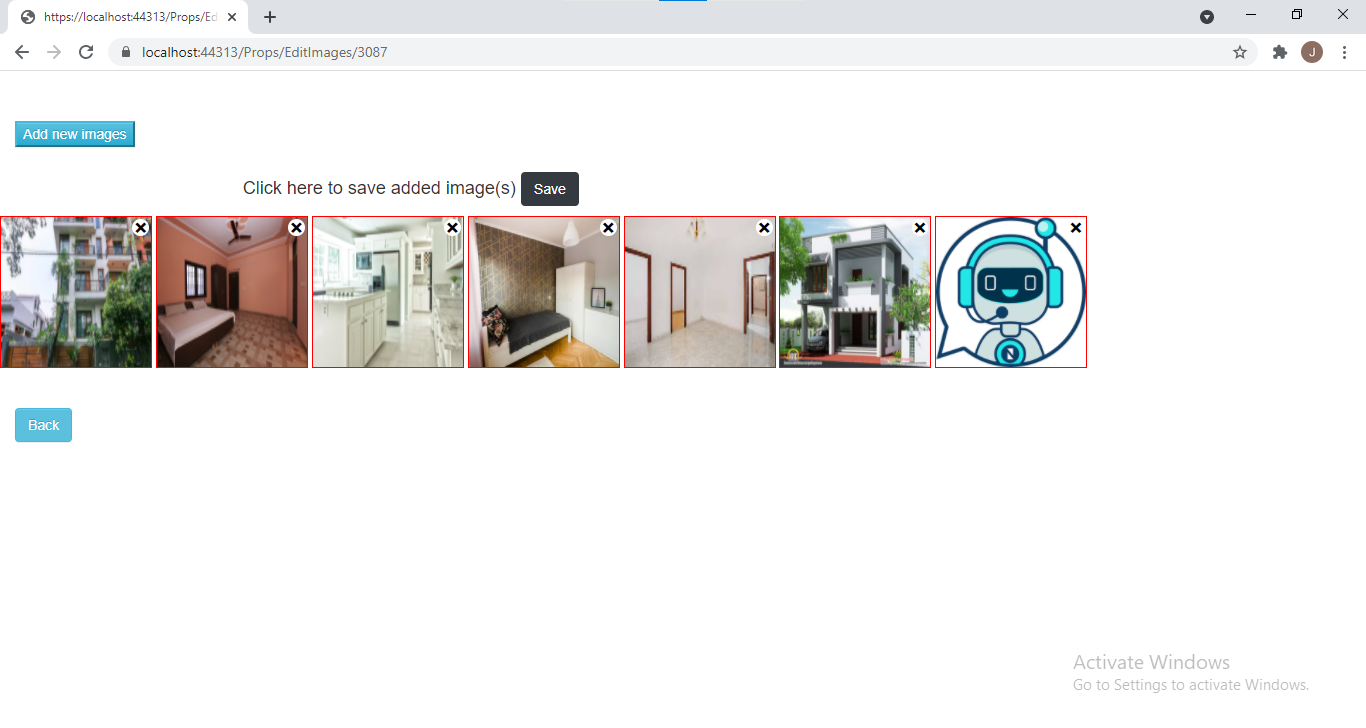 https://localhost:44313/Props/Ed
localhost:44313/Props/EditImages/3087
J
Add new images
Click here to save added image(s) Save
N
Back
Activate Windows
Go to Settings to activate Windows.